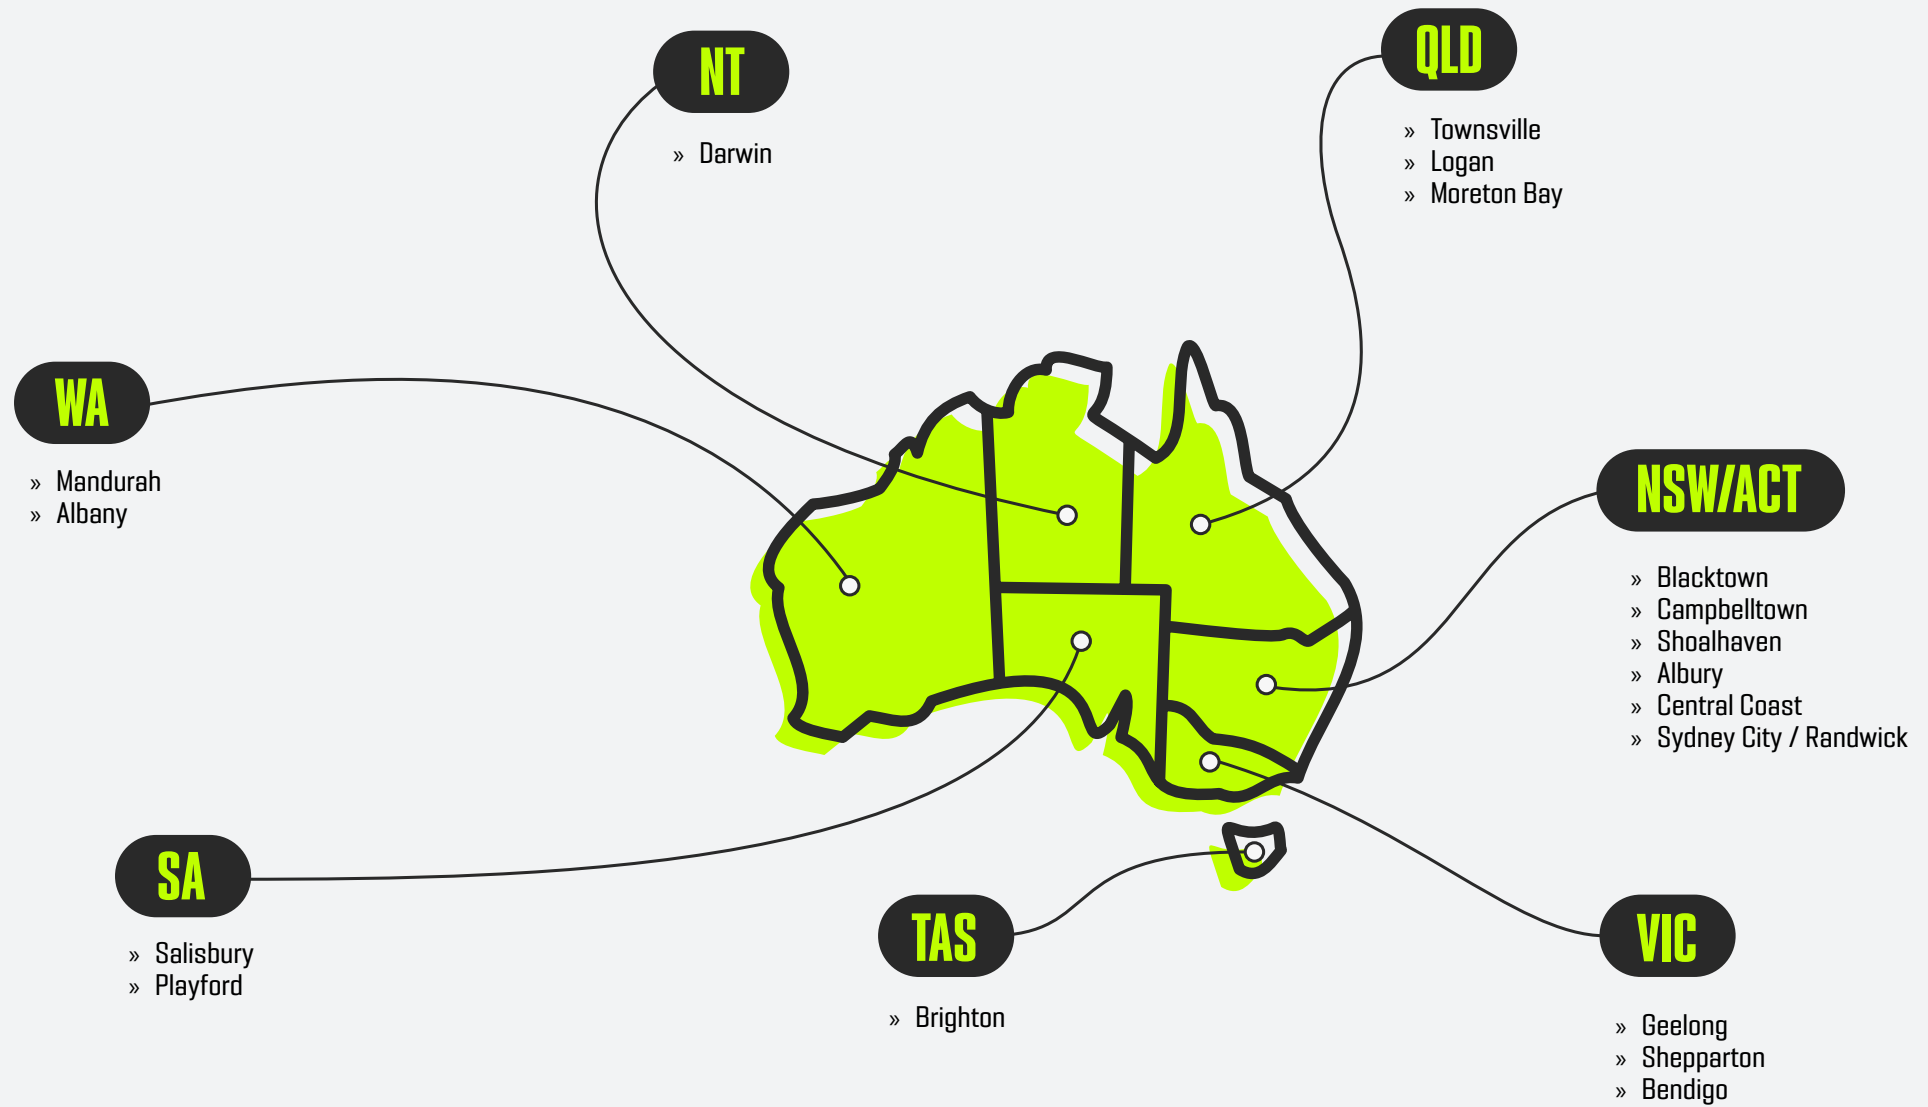 NT
» Darwin
QLD
» Townsville
» Logan
» Moreton Bay
WA
» Mandurah
» Albany
NSW/ACT
» Blacktown
» Campbelltown
» Shoalhaven
» Albury
» Central Coast
» Sydney City / Randwick
SA
» Salisbury
» Playford
TAS
» Brighton
VIC
» Geelong
» Shepparton
» Bendigo